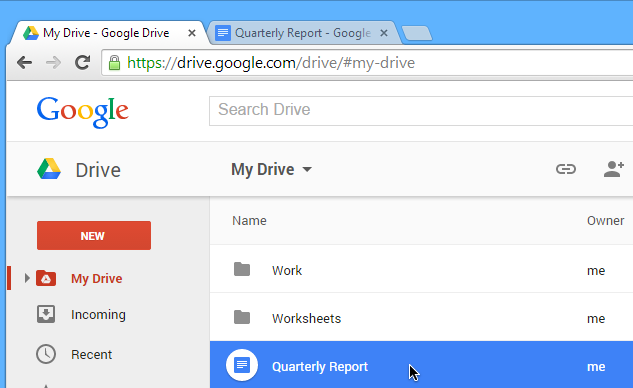 My Drive - Google Drive
Quarterly Report - Google
https://drive.google.com/drive/#my-drive
Google
Search Drive
Drive
My Drive
NEW
Name
Owner
My Drive
Work
me
Incoming
Worksheets
me
Recent
Quarterly Report
me